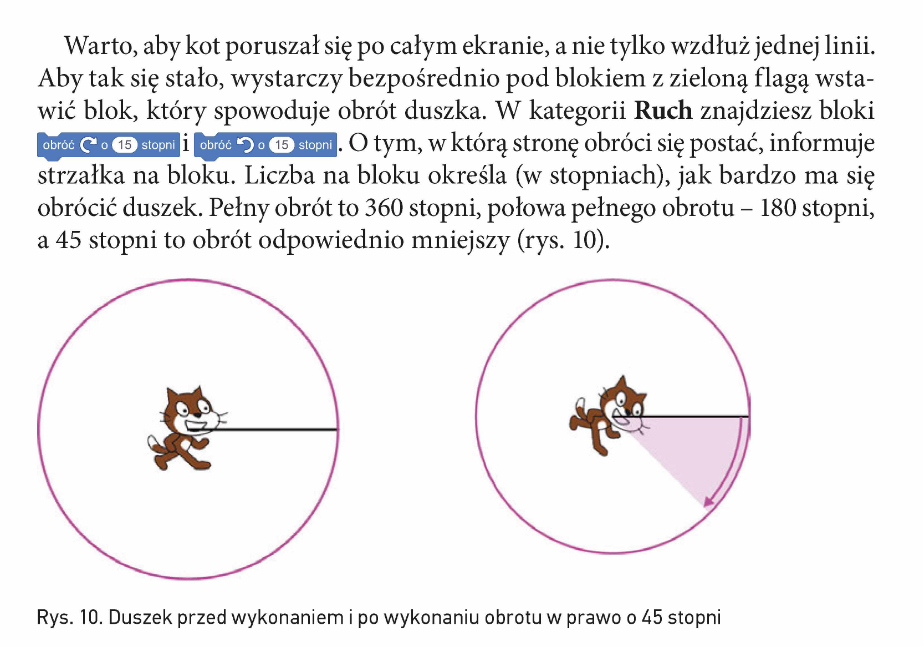 Warto, aby kot poruszał się po całym ekranie, a nie tylko wzdłuż jednej linii.
Aby tak się stało, wystarczy bezpośrednio pod blokiem z zieloną flagą wsta-
wić blok, który spowoduje obrót duszka. W kategorii Ruch znajdziesz bloki
obróć o 15 stopni i obróć o 15 stopni . O tym, w którą stronę obróci się postać, informuje
strzałka na bloku. Liczba na bloku określa (w stopniach), jak bardzo ma się
obrócić duszek. Pełny obrót to 360 stopni, połowa pełnego obrotu – 180 stopni,
a 45 stopni to obrót odpowiednio mniejszy (rys. 10).
Rys. 10. Duszek przed wykonaniem i po wykonaniu obrotu w prawo o 45 stopni